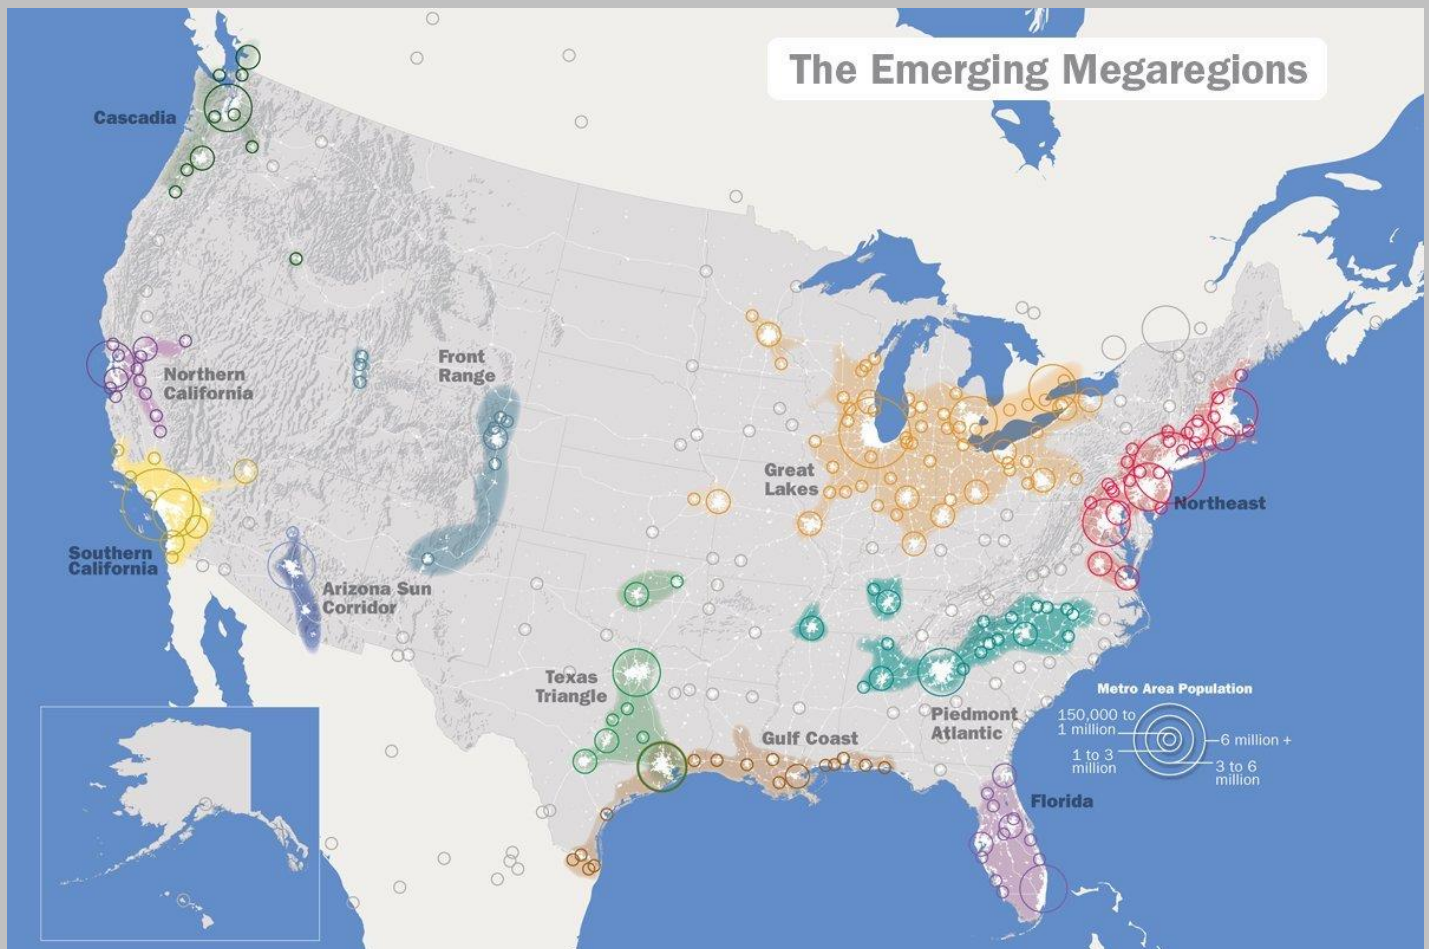 The Emerging Megaregions
Cascadia
Northern
California
Front
Range
Great
Lakes
Northeast
Southern
California
Arizona Sun
Corridor
Texas
Triangle
Gulf Coast
Piedmont
Atlantic
Florida
Metro Area Population
150,000 to
1 million
1 to 3
million
6 million +
3 to 6
million